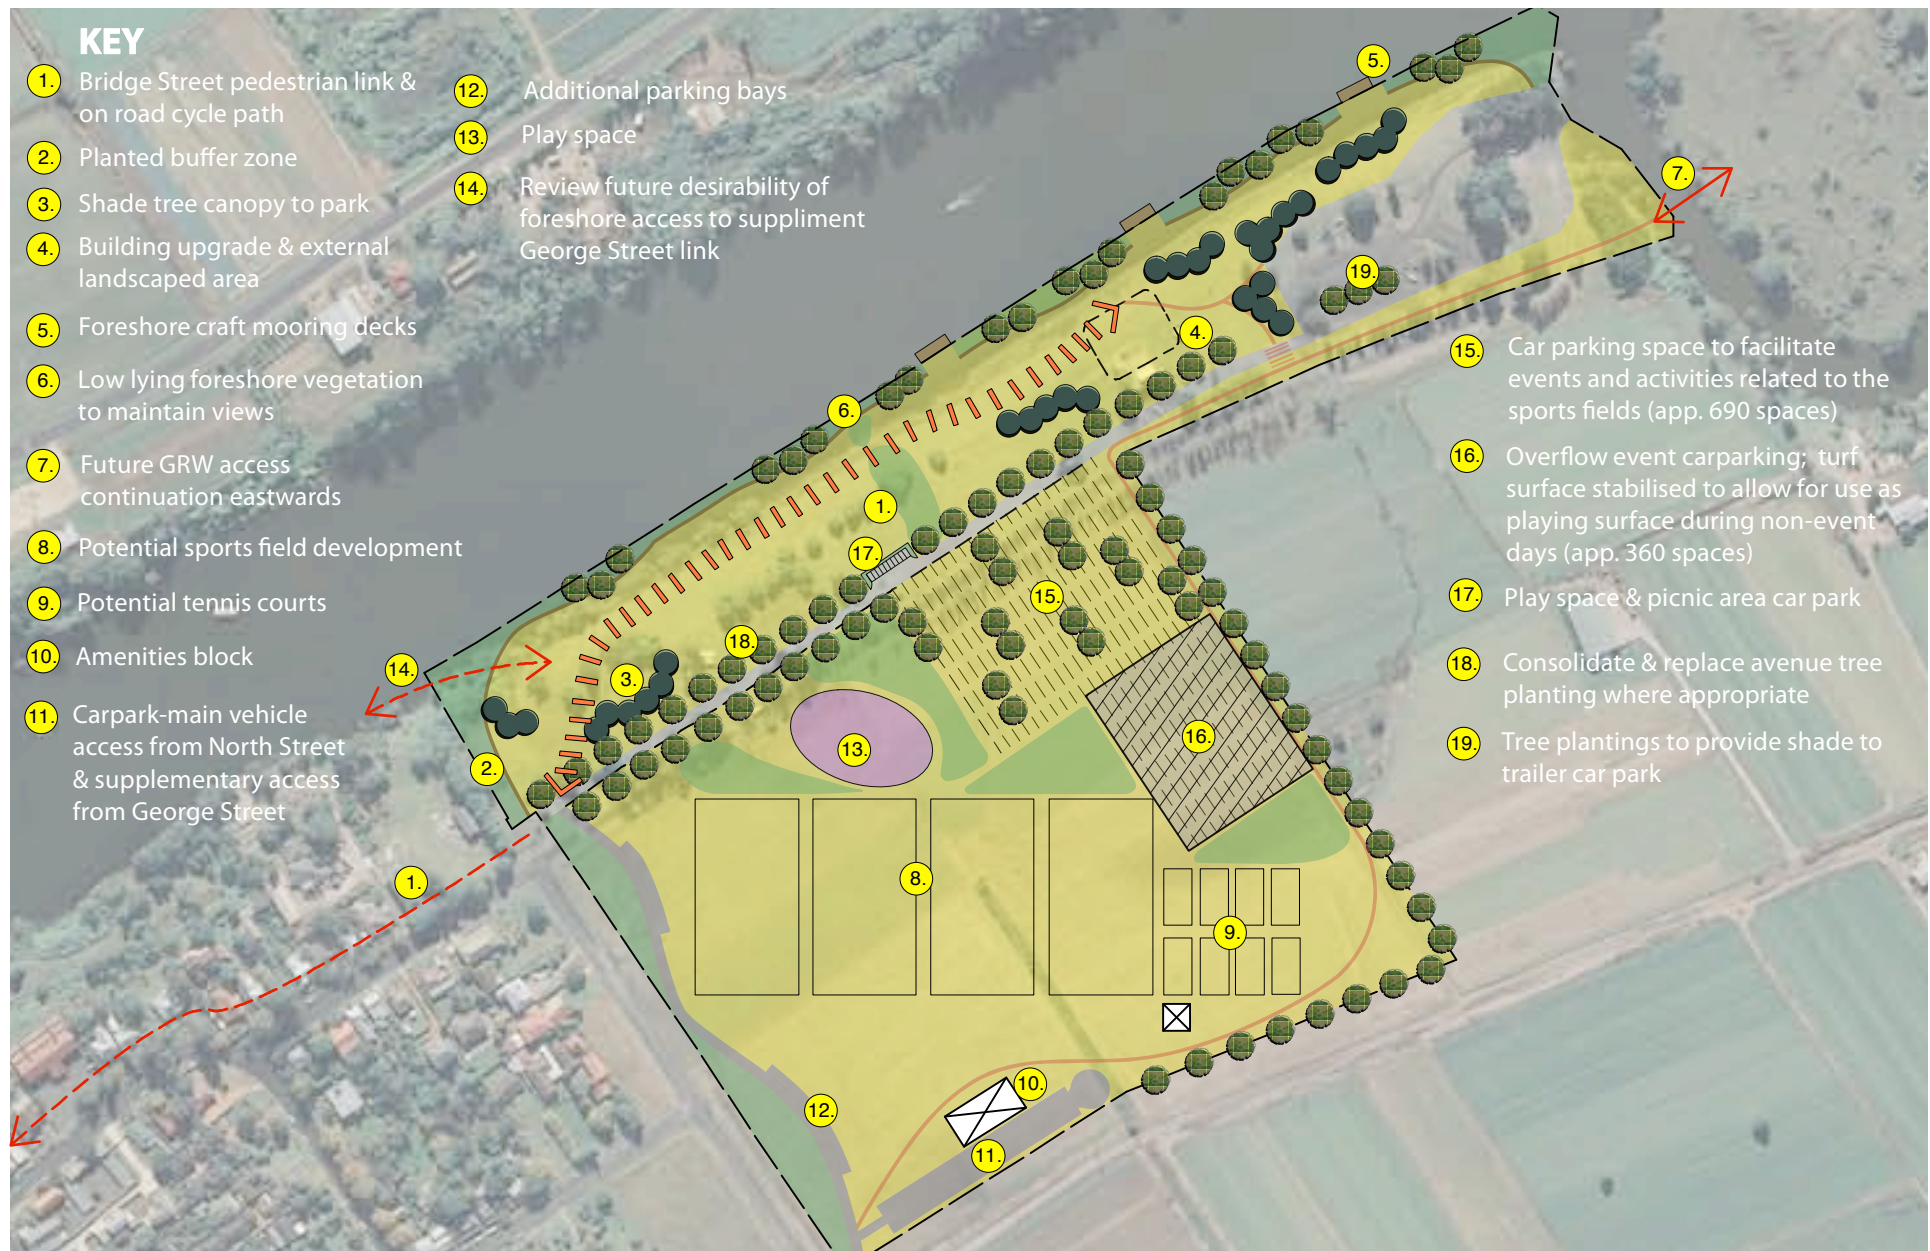 KEY
1. Bridge Street pedestrian link &
on road cycle path
2. Planted buffer zone
3. Shade tree canopy to park
4. Building upgrade & external
landscaped area
5. Foreshore craft mooring decks
6. Low lying foreshore vegetation
to maintain views
7. Future GRW access
continuation eastwards
8. Potential sports field development
9. Potential tennis courts
10. Amenities block
11. Carpark-main vehicle
access from North Street
& supplementary access
from George Street
12. Additional parking bays
13. Play space
14. Review future desirability of
foreshore access to suppliment
George Street link
15. Car parking space to facilitate
events and activities related to the
sports fields (app. 690 spaces)
16. Overflow event carparking; turf
surface stabilised to allow for use as
playing surface during non-event
days (app. 360 spaces)
17. Play space & picnic area car park
18. Consolidate & replace avenue tree
planting where appropriate
19. Tree plantings to provide shade to
trailer car park
5.
7.
19.
4.
6.
1.
17.
15.
18.
14.
3.
16.
13.
2.
8.
1.
9.
10.
12.
11.